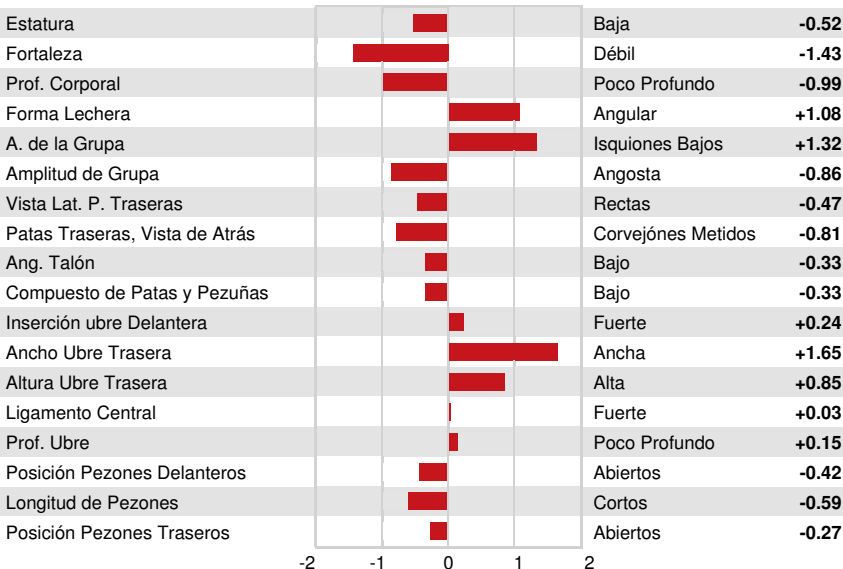 Estatura Baja -0.52
Fortaleza Débil -1.43
Prof. Corporal Poco Profundo -0.99
Forma Lechera Angular +1.08
A. de la Grupa Isquiones Bajos +1.32
Amplitud de Grupa Angosta -0.86
Vista Lat. P. Traseras Rectas -0.47
Patas Traseras, Vista de Atrás Corvejónes Metidos -0.81
Ang. Talón Bajo -0.33
Compuesto de Patas y Pezuñas Bajo -0.33
Inserción ubre Delantera Fuerte +0.24
Ancho Ubre Trasera Ancha +1.65
Altura Ubre Trasera Alta +0.85
Ligamento Central Fuerte +0.03
Prof. Ubre Poco Profundo +0.15
Posición Pezones Delanteros Abiertos -0.42
Longitud de Pezones Cortos -0.59
Posición Pezones Traseros Abiertos -0.27
-2 -1 0 1 2